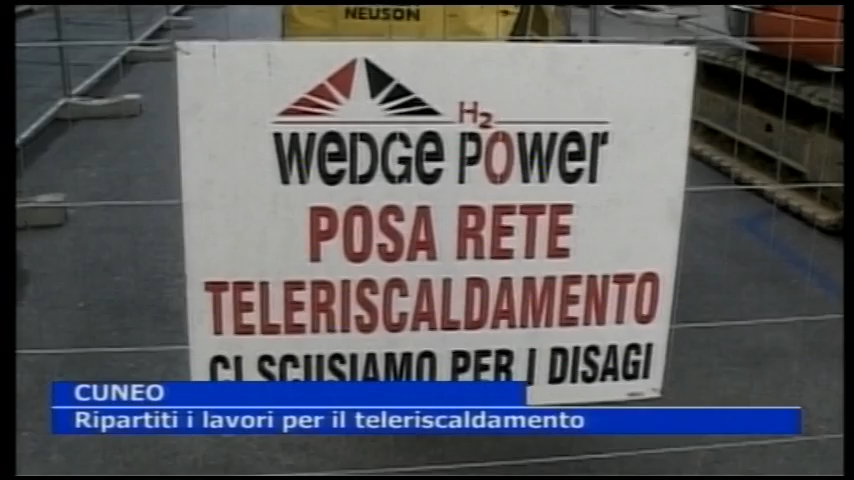 NEUSON
H2
WEDGE POWER
POSA RETE
TELERISCALDAMENTO
CI SCUSIAMO PER I DISAGI
CUNEO
Ripartiti i lavori per il teleriscaldamento